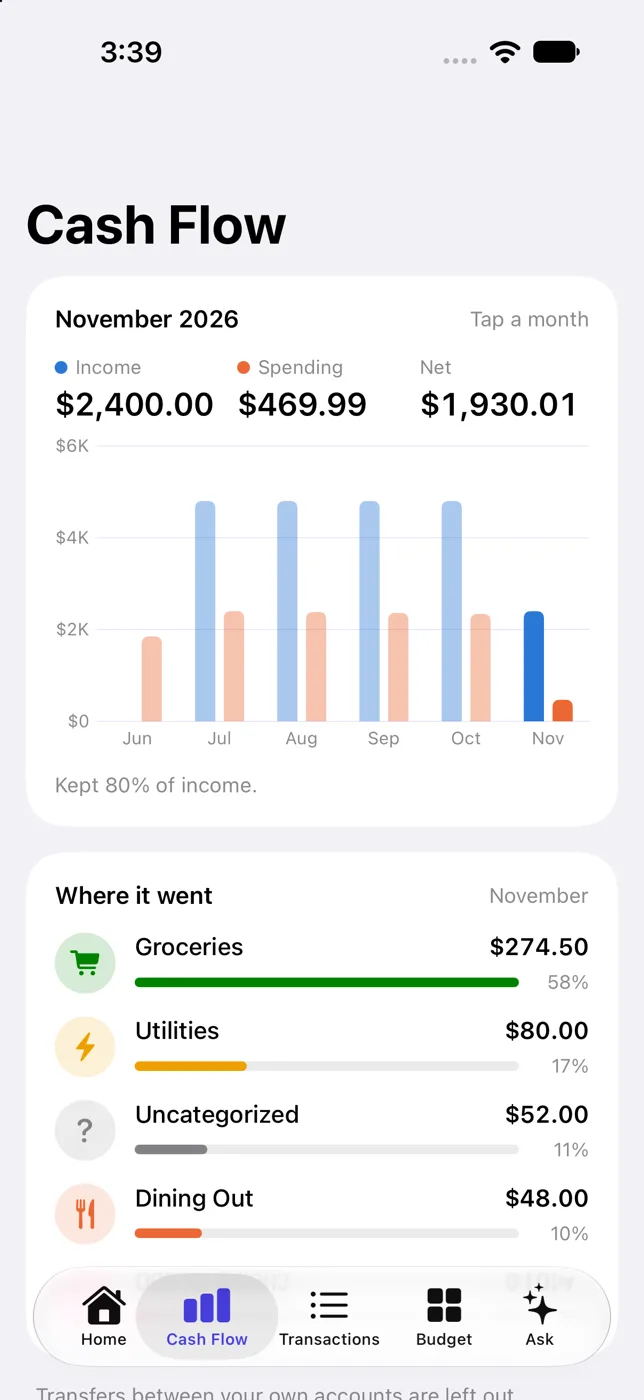 3:39
Cash Flow
November 2026 Tap a month
Income Spending Net
$2,400.00 $469.99 $1,930.01
$6K
$4K
$2K
$0
Jun Jul Aug Sep Oct Nov
Kept 80% of income.
Where it went November
Groceries $274.50
58%
Utilities $80.00
17%
Uncategorized $52.00
?
11%
Dining Out $48.00
10%
Home Cash Flow Transactions Budget Ask
Transfers between your own accounts are left out